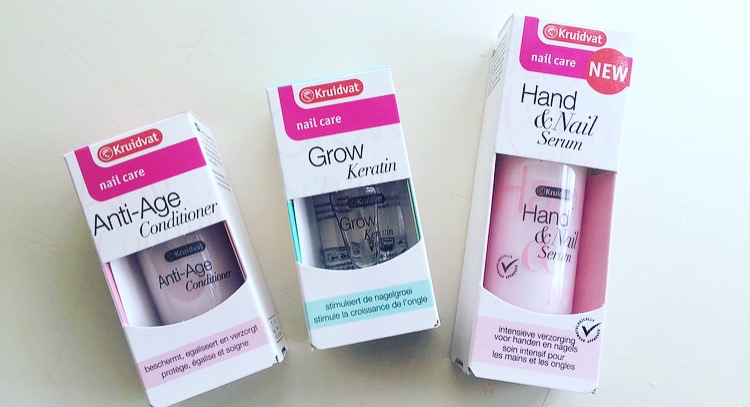 Kruidvat
nail care
Anti-Age
Conditioner
Kruidvat
Anti-Age
Conditioner
beschermt, egaliseert en verzorgt
protège, égalise et soigne
Kruidvat
nail care
Grow
Keratin
Kruidvat
Grow
Keratin
stimuleert de nagelgroei
stimule la croissance de l'ongle
Kruidvat
nail care
NEW
Hand
& Nail
Serum
Kruidvat
Hand
& Nail
Serum
intensieve verzorging
voor handen en nagels
soin intensif pour
les mains et les ongles